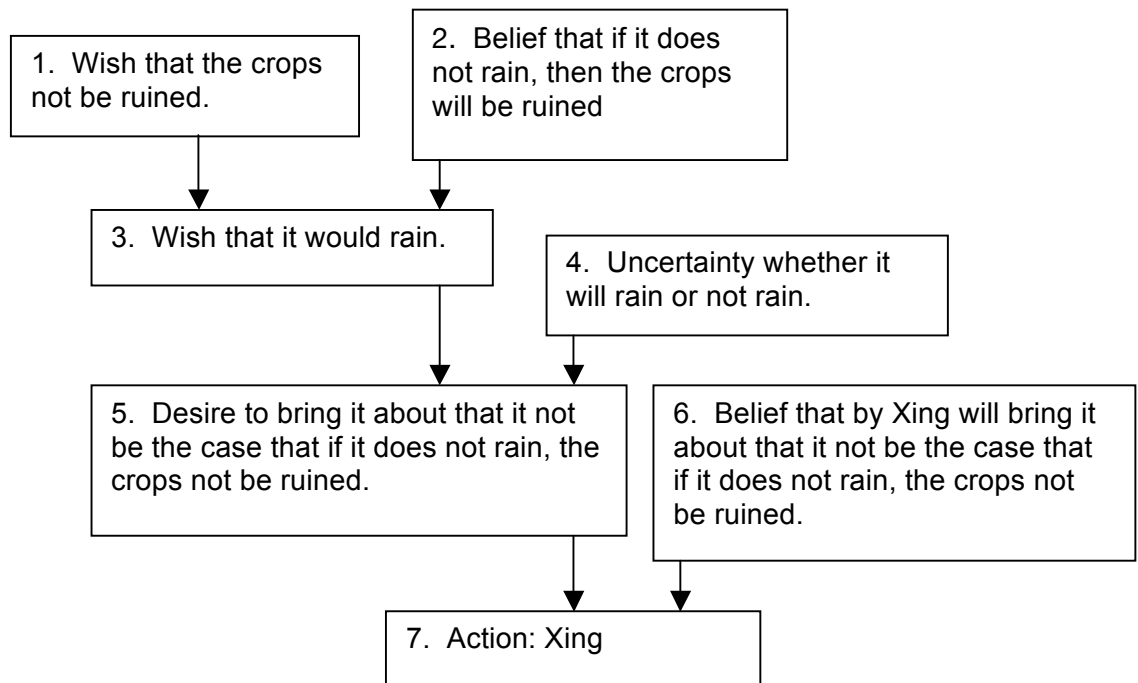 1. Wish that the crops
not be ruined.
2. Belief that if it does
not rain, then the crops
will be ruined
3. Wish that it would rain.
4. Uncertainty whether it
will rain or not rain.
5. Desire to bring it about that it not
be the case that if it does not rain, the
crops not be ruined.
6. Belief that by Xing will bring it
about that it not be the case that
if it does not rain, the crops not
be ruined.
7. Action: Xing